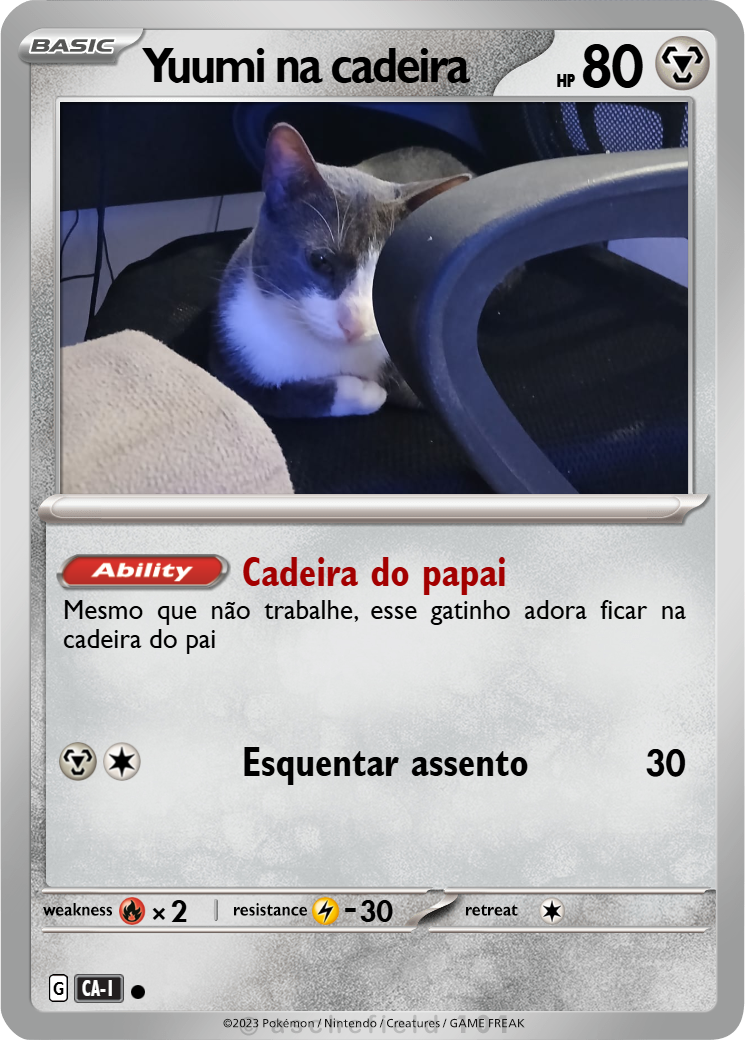 BASIC
Yuumi na cadeira
HP 80
Ability Cadeira do papai
Mesmo que não trabalhe, esse gatinho adora ficar na
cadeira do pai
Esquentar assento 30
weakness × 2 resistance -30 retreat
G CA-I
©2023 Pokémon / Nintendo / Creatures / GAME FREAK